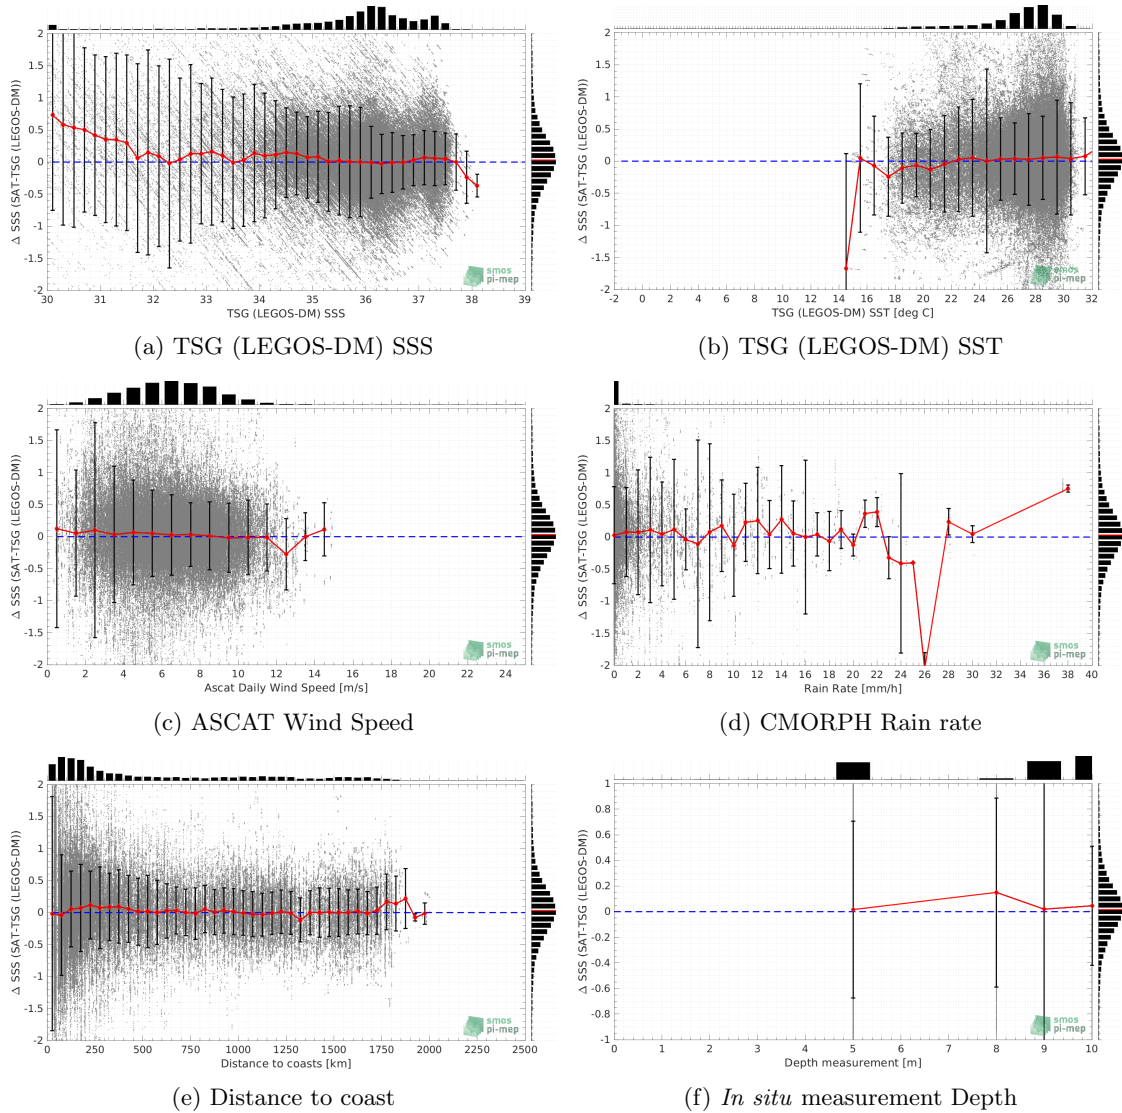 2
1.5
1
0.5
0
-0.5
-1
-1.5
-2
Δ SSS (SAT-TSG (LEGOS-DM))
30 31 32 33 34 35 36 37 38 39
TSG (LEGOS-DM) SSS
smos
pi-mep
(a) TSG (LEGOS-DM) SSS
2
1.5
1
0.5
0
-0.5
-1
-1.5
-2
Δ SSS (SAT-TSG (LEGOS-DM))
-2 0 2 4 6 8 10 12 14 16 18 20 22 24 26 28 30 32
TSG (LEGOS-DM) SST [deg C]
smos
pi-mep
(b) TSG (LEGOS-DM) SST
2
1.5
1
0.5
0
-0.5
-1
-1.5
-2
Δ SSS (SAT-TSG (LEGOS-DM))
0 2 4 6 8 10 12 14 16 18 20 22 24
Ascat Daily Wind Speed [m/s]
smos
pi-mep
(c) ASCAT Wind Speed
2
1.5
1
0.5
0
-0.5
-1
-1.5
-2
Δ SSS (SAT-TSG (LEGOS-DM))
0 2 4 6 8 10 12 14 16 18 20 22 24 26 28 30 32 34 36 38 40
Rain Rate [mm/h]
smos
pi-mep
(d) CMORPH Rain rate
2
1.5
1
0.5
0
-0.5
-1
-1.5
-2
Δ SSS (SAT-TSG (LEGOS-DM))
0 250 500 750 1000 1250 1500 1750 2000 2250 2500
Distance to coasts [km]
smos
pi-mep
(e) Distance to coast
1
0.8
0.6
0.4
0.2
0
-0.2
-0.4
-0.6
-0.8
-1
Δ SSS (SAT-TSG (LEGOS-DM))
0 1 2 3 4 5 6 7 8 9 10
Depth measurement [m]
smos
pi-mep
(f) In situ measurement Depth